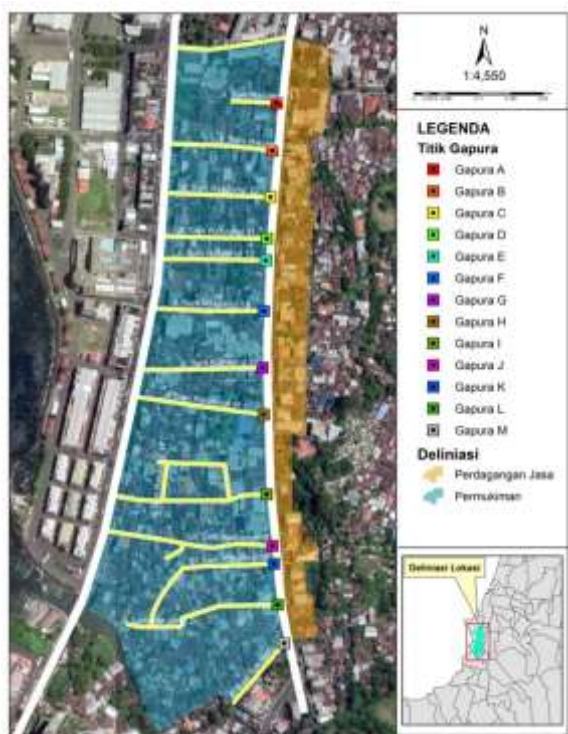 N
1:4,550
LEGENDA
Titik Gapura
Gapura A
Gapura B
Gapura C
Gapura D
Gapura E
Gapura F
Gapura G
Gapura H
Gapura I
Gapura J
Gapura K
Gapura L
Gapura M
Deliniasi
Perdagangan Jasa
Permukiman
Deliniasi Lokasi